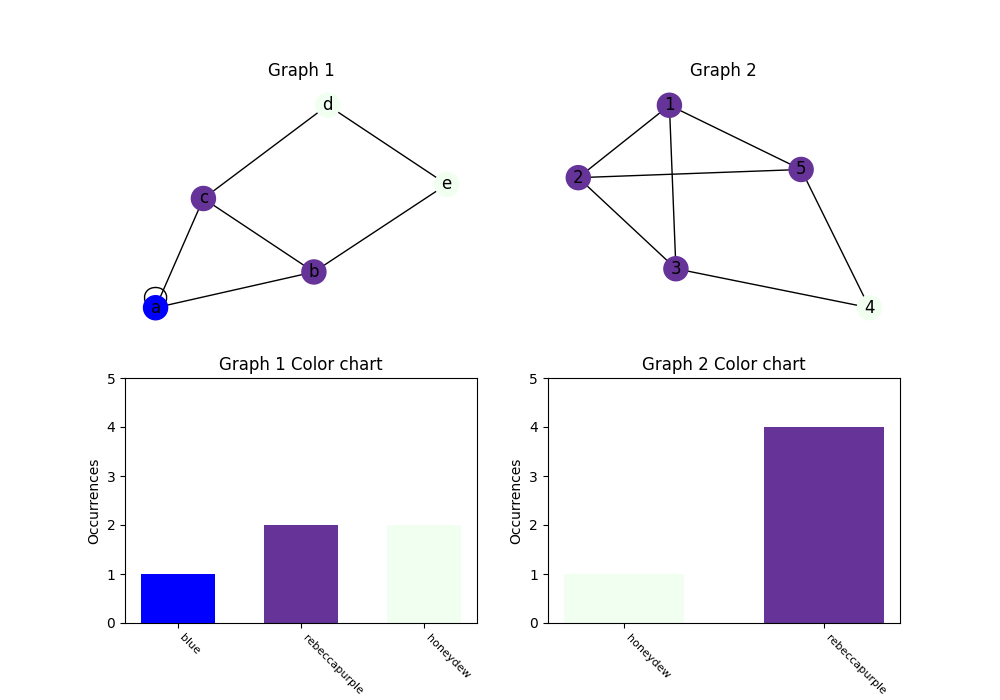 Graph 1
d
e
c
b
a
Graph 2
1
5
2
3
4
Graph 1 Color chart
Occurrences
5
4
3
2
1
0
blue
rebeccapurple
honeydew
Graph 2 Color chart
Occurrences
5
4
3
2
1
0
honeydew
rebeccapurple